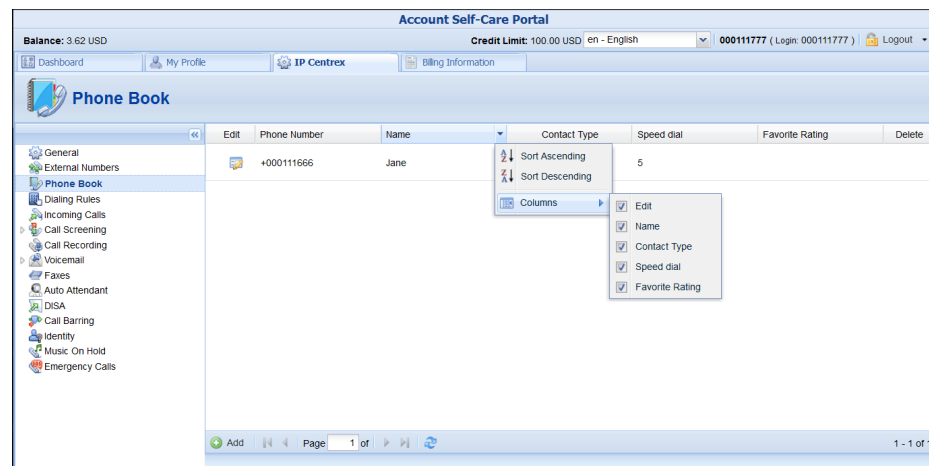 Account Self-Care Portal
Balance: 3.62 USD Credit Limit: 100.00 USD en - English 000111777 ( Login: 000111777 ) Logout
Dashboard My Profile IP Centrex Billing Information
Phone Book
Edit Phone Number Name Contact Type Speed dial Favorite Rating Delete
+000111666 Jane 5
Sort Ascending
Sort Descending
Columns
Edit
Name
Contact Type
Speed dial
Favorite Rating
General
External Numbers
Phone Book
Dialing Rules
Incoming Calls
Call Screening
Call Recording
Voicemail
Faxes
Auto Attendant
DISA
Call Barring
Identity
Music On Hold
Emergency Calls
Add Page 1 of 1 - 1 of 1